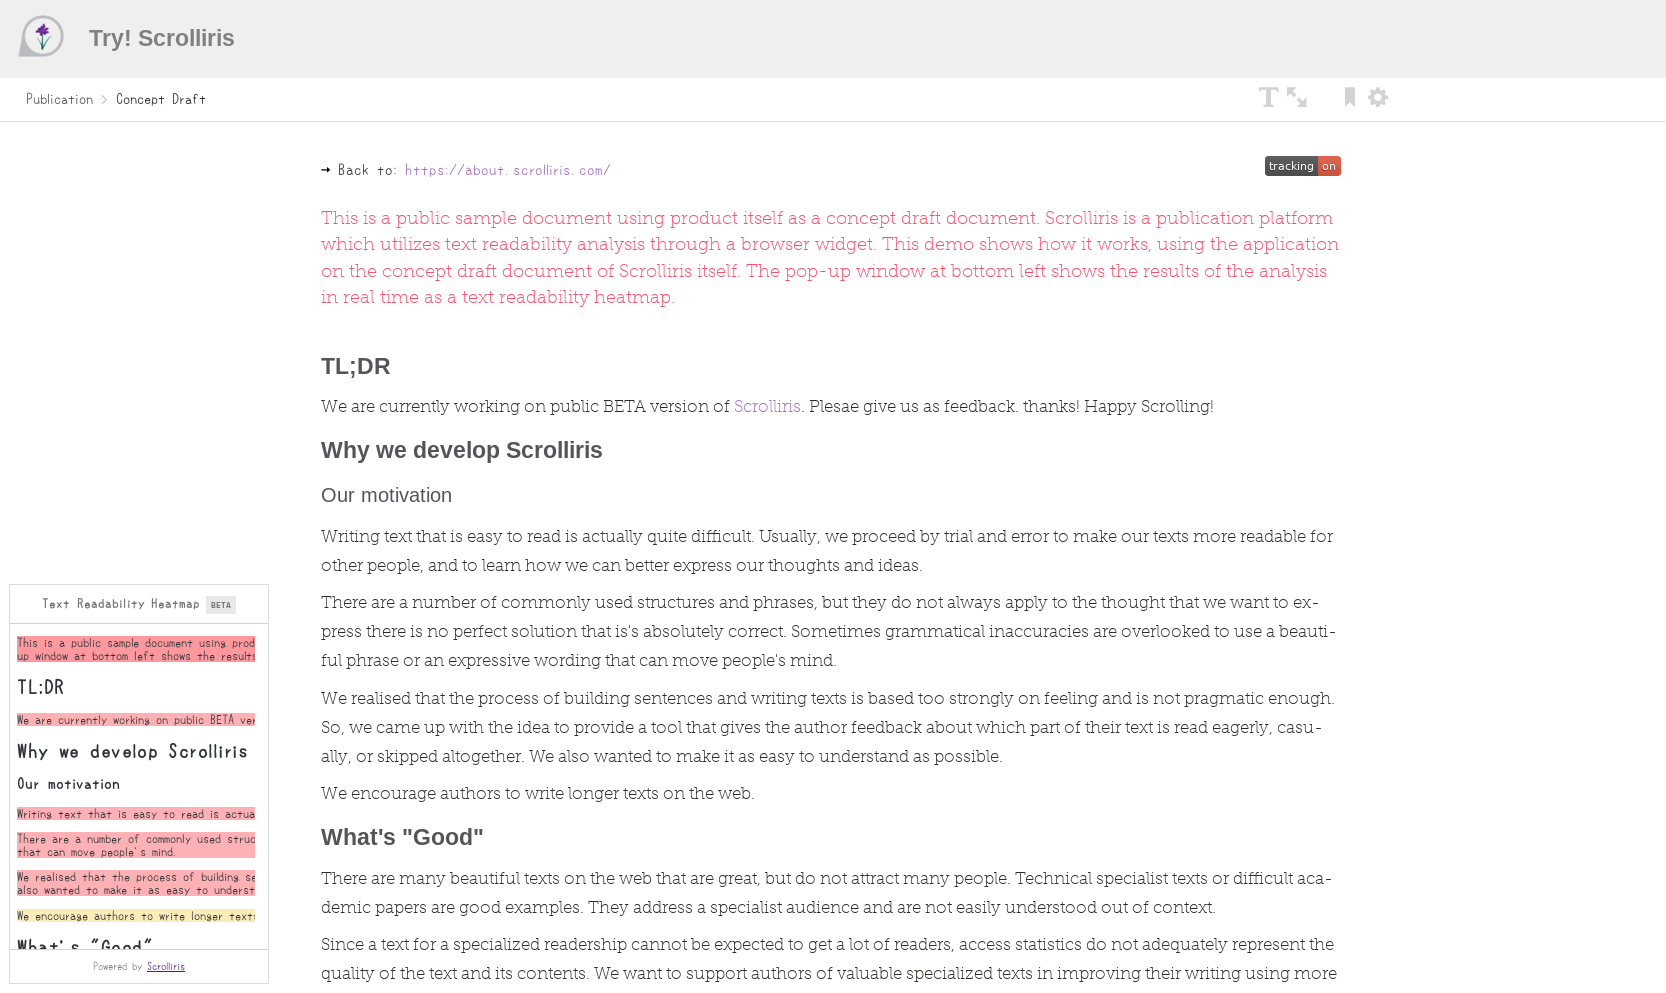 Try! Scrolliris
Publication > Concept Draft
→ Back to: https://about.scrolliris.com/
tracking on
This is a public sample document using product itself as a concept draft document. Scrolliris is a publication platform
which utilizes text readability analysis through a browser widget. This demo shows how it works, using the application
on the concept draft document of Scrolliris itself. The pop-up window at bottom left shows the results of the analysis
in real time as a text readability heatmap.
TL;DR
We are currently working on public BETA version of Scrolliris. Plesae give us as feedback. thanks! Happy Scrolling!
Why we develop Scrolliris
Our motivation
Writing text that is easy to read is actually quite difficult. Usually, we proceed by trial and error to make our texts more readable for
other people, and to learn how we can better express our thoughts and ideas.
There are a number of commonly used structures and phrases, but they do not always apply to the thought that we want to ex-
press there is no perfect solution that is's absolutely correct. Sometimes grammatical inaccuracies are overlooked to use a beauti-
ful phrase or an expressive wording that can move people's mind.
We realised that the process of building sentences and writing texts is based too strongly on feeling and is not pragmatic enough.
So, we came up with the idea to provide a tool that gives the author feedback about which part of their text is read eagerly, casu-
ally, or skipped altogether. We also wanted to make it as easy to understand as possible.
We encourage authors to write longer texts on the web.
What's "Good"
There are many beautiful texts on the web that are great, but do not attract many people. Technical specialist texts or difficult aca-
demic papers are good examples. They address a specialist audience and are not easily understood out of context.
Since a text for a specialized readership cannot be expected to get a lot of readers, access statistics do not adequately represent the
quality of the text and its contents. We want to support authors of valuable specialized texts in improving their writing using more
Text Readability Heatmap BETA
This is a public sample document using prod
up window at bottom left shows the results
TL;DR
We are currently working on public BETA ver
Why we develop Scrolliris
Our motivation
Writing text that is easy to read is actua
There are a number of commonly used struc
that can move people's mind.
We realised that the process of building se
also wanted to make it as easy to underst
We encourage authors to write longer texts
What's "Good"
Powered by Scrolliris